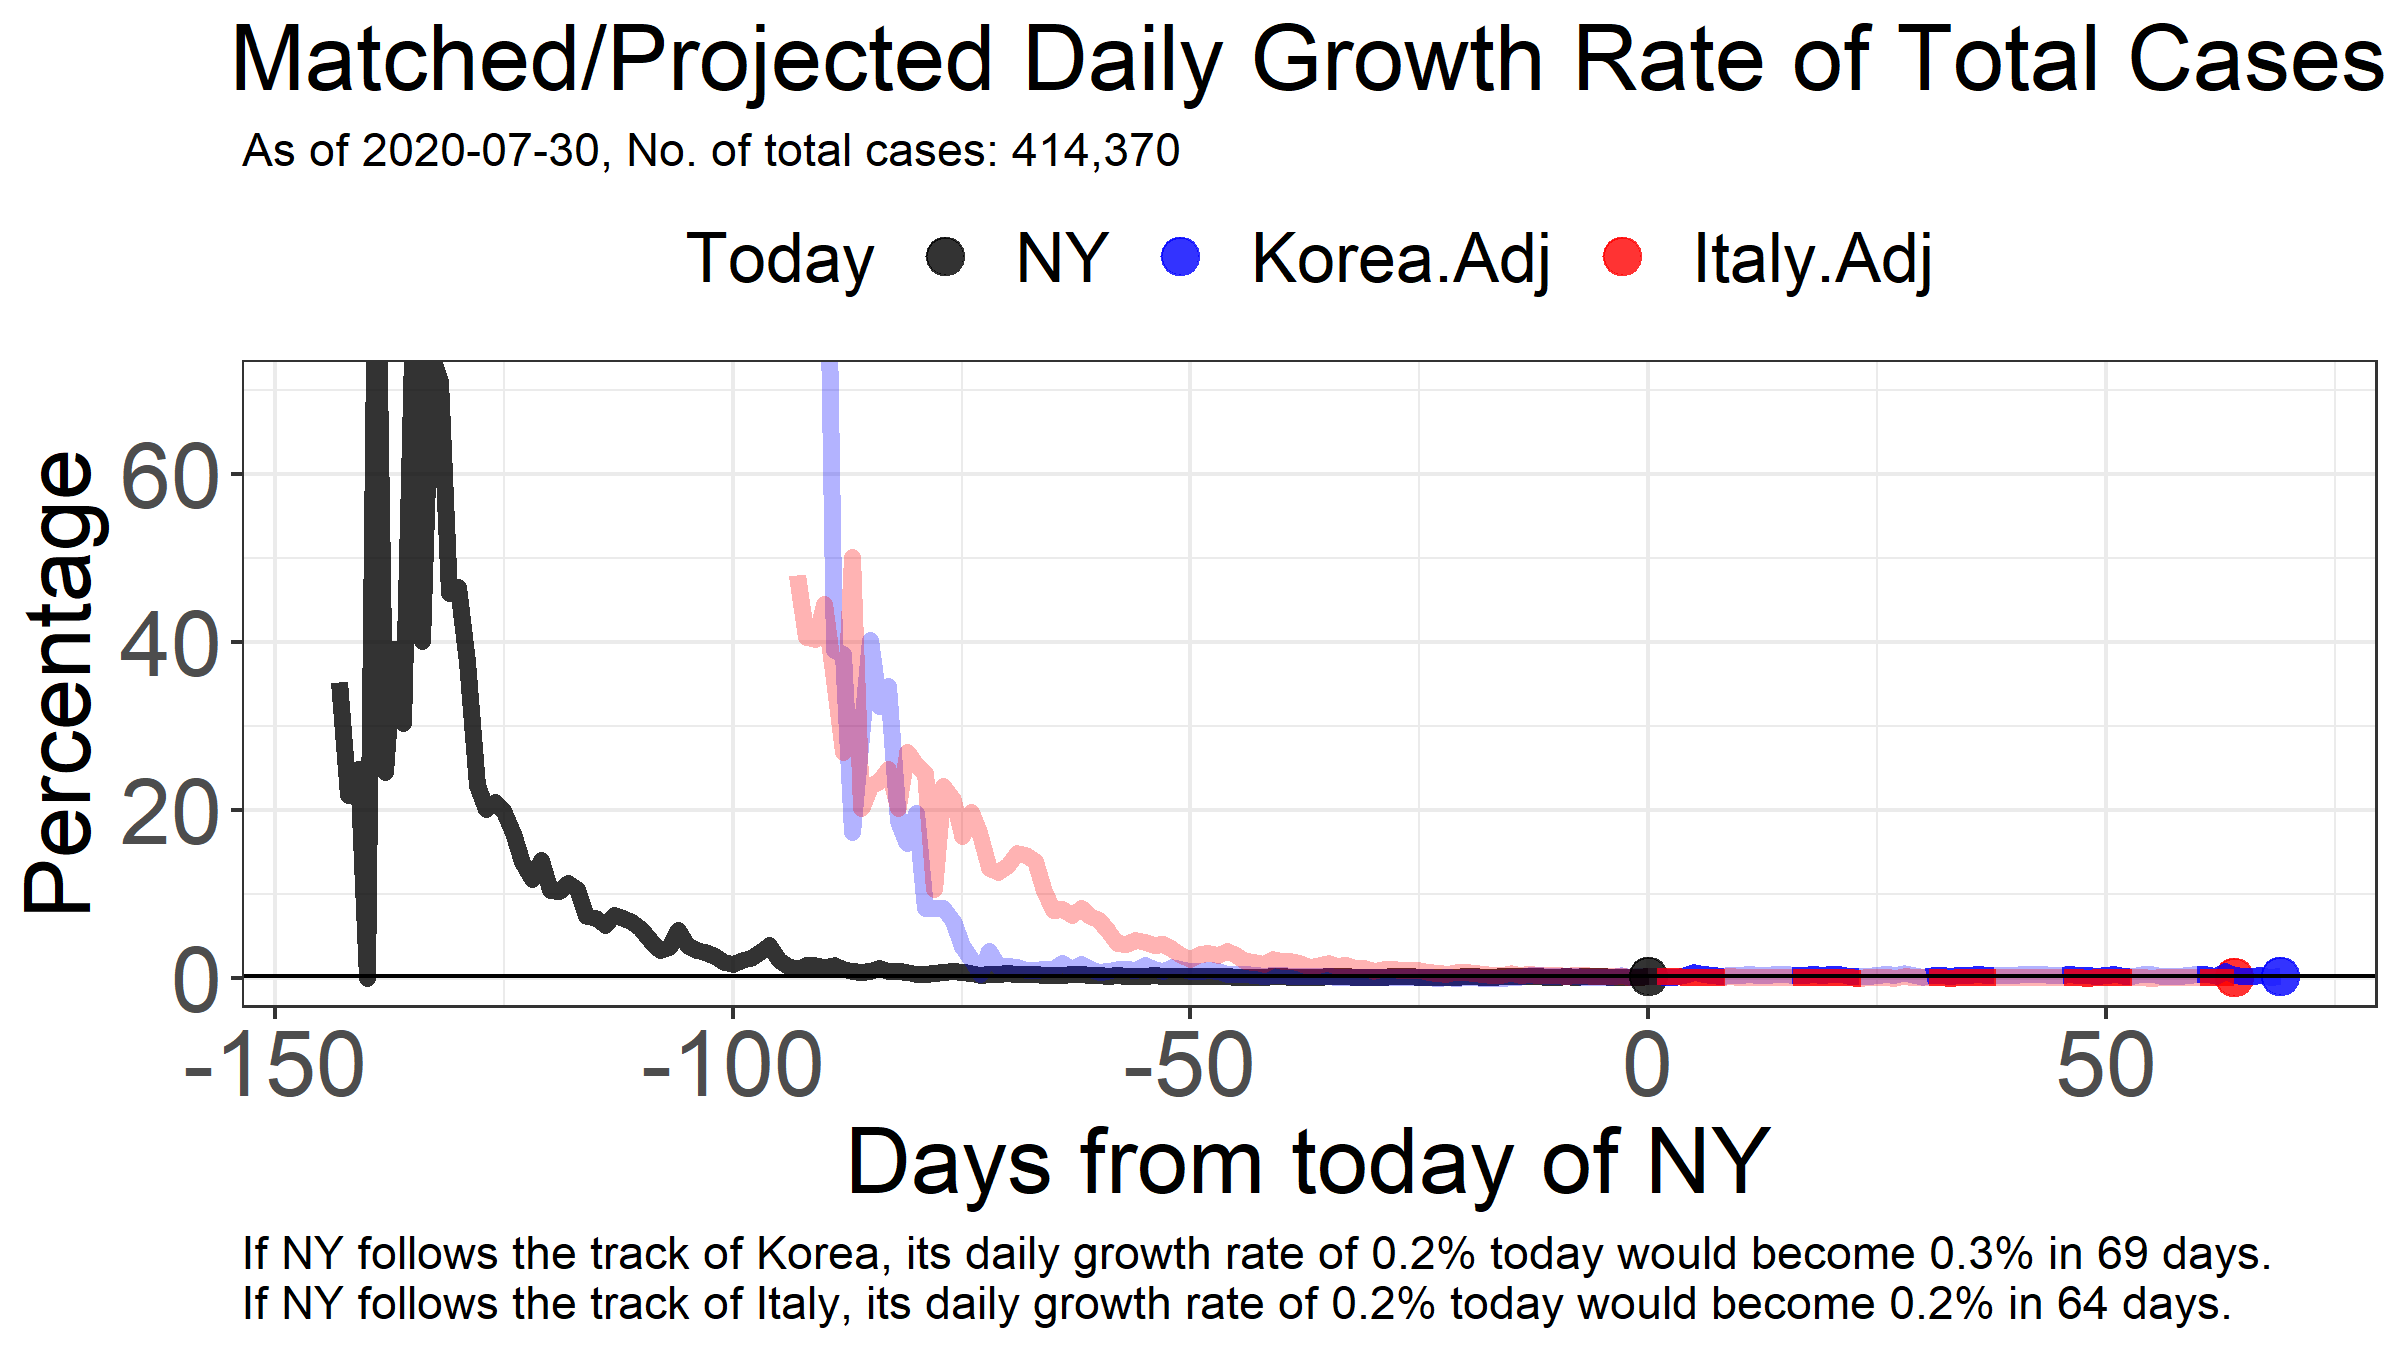 Matched/Projected Daily Growth Rate of Total Cases
As of 2020-07-30, No. of total cases: 414,370
Today NY Korea.Adj Italy.Adj
Percentage
60
40
20
0
-150 -100 -50 0 50
Days from today of NY
If NY follows the track of Korea, its daily growth rate of 0.2% today would become 0.3% in 69 days.
If NY follows the track of Italy, its daily growth rate of 0.2% today would become 0.2% in 64 days.